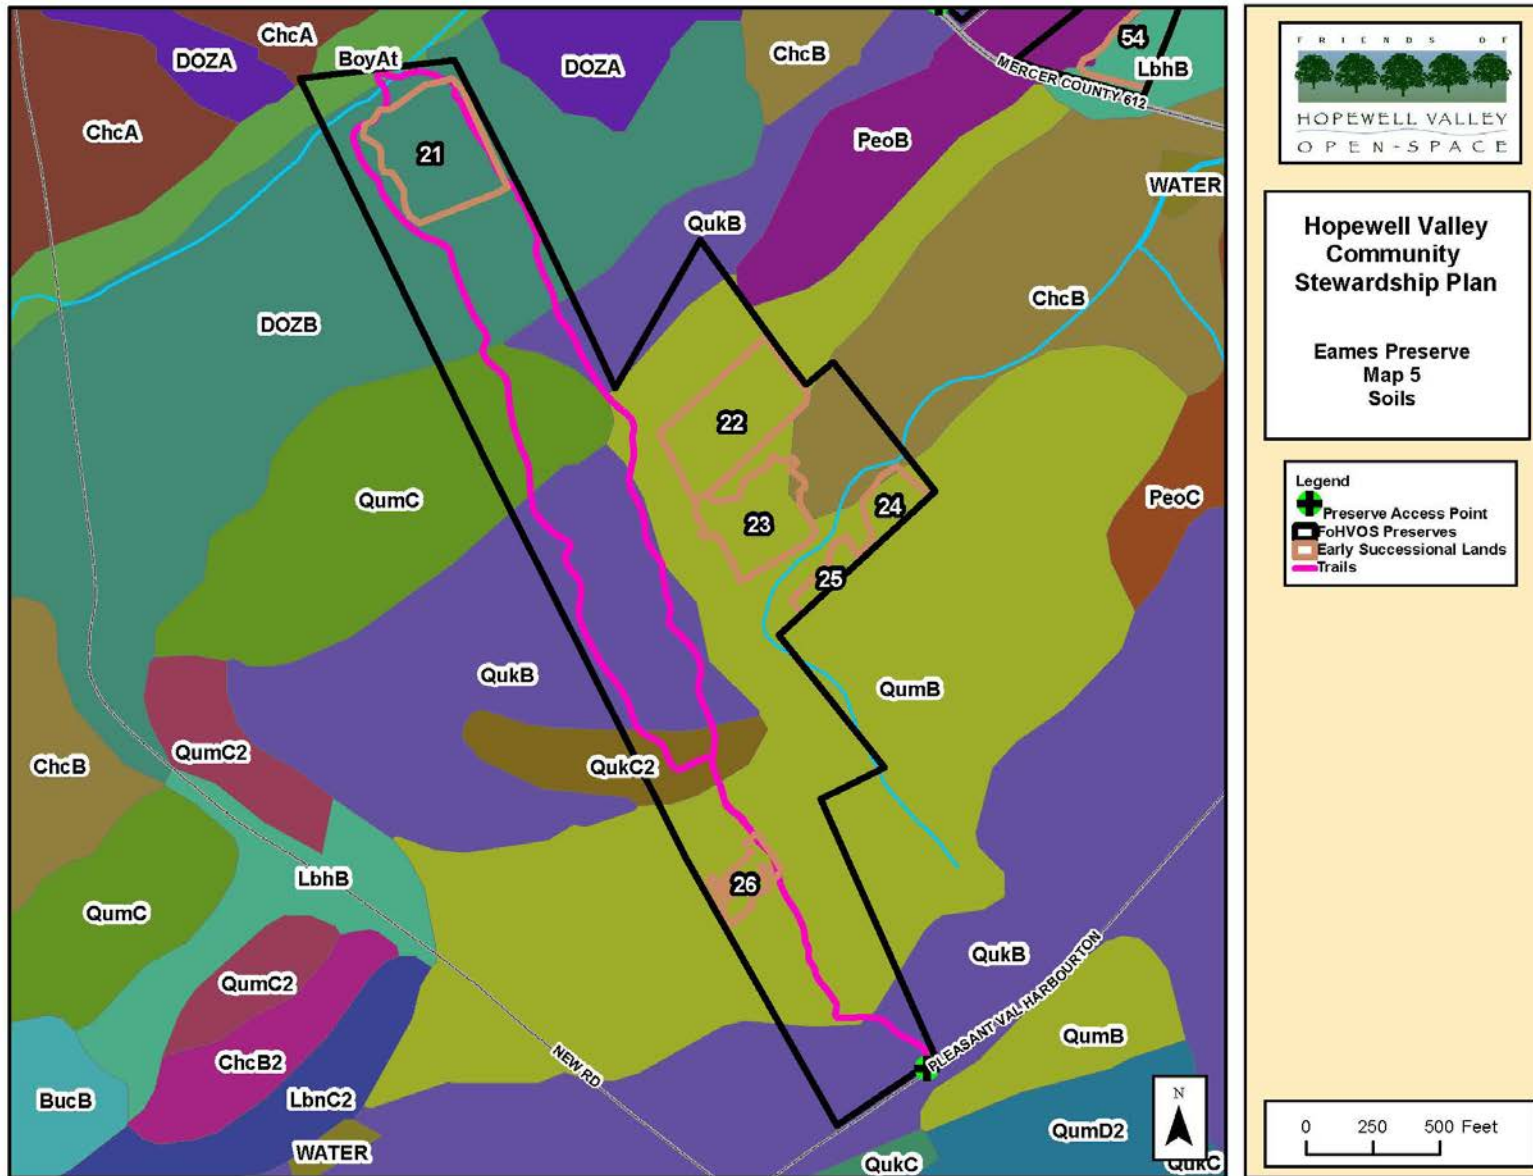 ChcA
DOZA
BoyAt
DOZA
ChcB
54
LbhB
MERCER COUNTY 612
ChcA
21
PeoB
WATER
QukB
ChcB
DOZB
22
QumC
23
24
PeoC
25
QukB
QumB
QumC2
ChcB
QukC2
LbhB
26
QumC
QumC2
QukB
PLEASANT VAL HARBOURTON
QumB
ChcB2
NEW RD
BucB
LbnC2
WATER
QumD2
QukC
QukC
N
FRIENDS OF
HOPEWELL VALLEY
OPEN-SPACE
Hopewell Valley
Community
Stewardship Plan
Eames Preserve
Map 5
Soils
Legend
Preserve Access Point
FoHVOS Preserves
Early Successional Lands
Trails
0 250 500 Feet